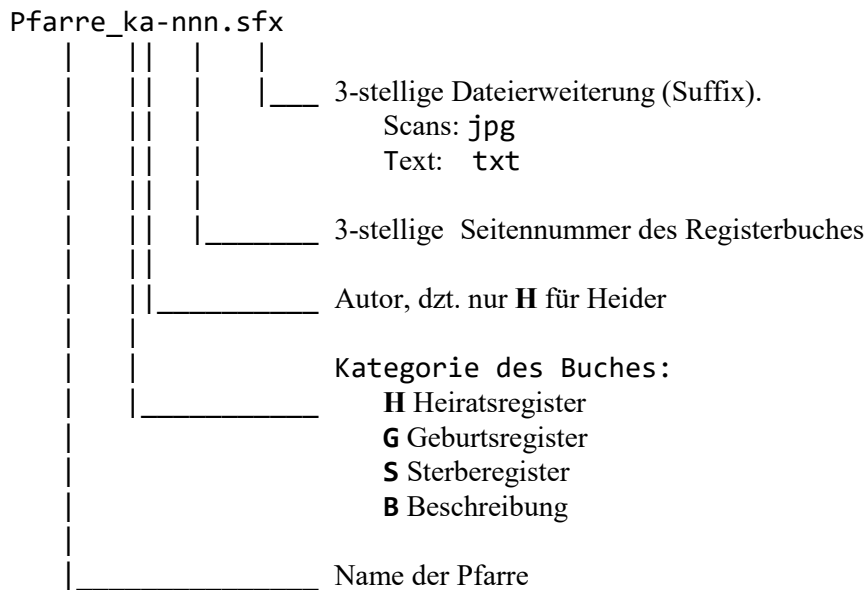 Pfarre_ka-nnn.sfx
3-stellige Dateierweiterung (Suffix).
Scans: jpg
Text: txt
3-stellige Seitennummer des Registerbuches
Autor, dzt. nur H für Heider
Kategorie des Buches:
H Heiratsregister
G Geburtsregister
S Sterberegister
B Beschreibung
Name der Pfarre